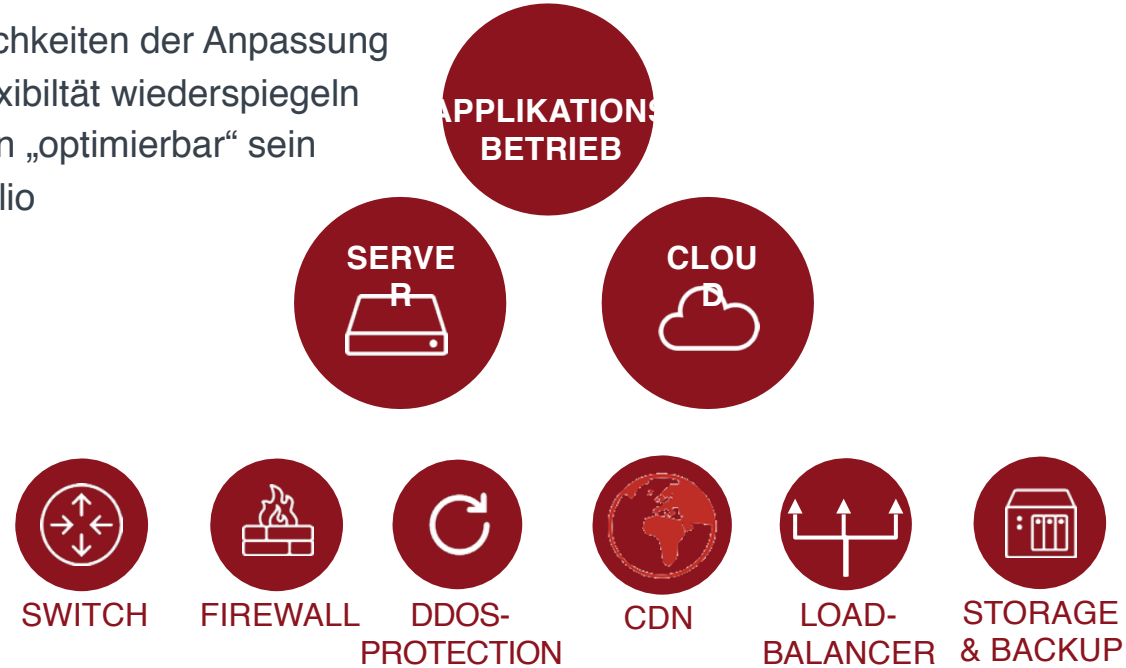 chkeiten der Anpassung
xibiltät wiederspiegeln
n „optimierbar“ sein
lio
APPLIKATIONS
BETRIEB
SERVE
R
CLOU
D
SWITCH
FIREWALL
DDOS-
PROTECTION
CDN
LOAD-
BALANCER
STORAGE
& BACKUP